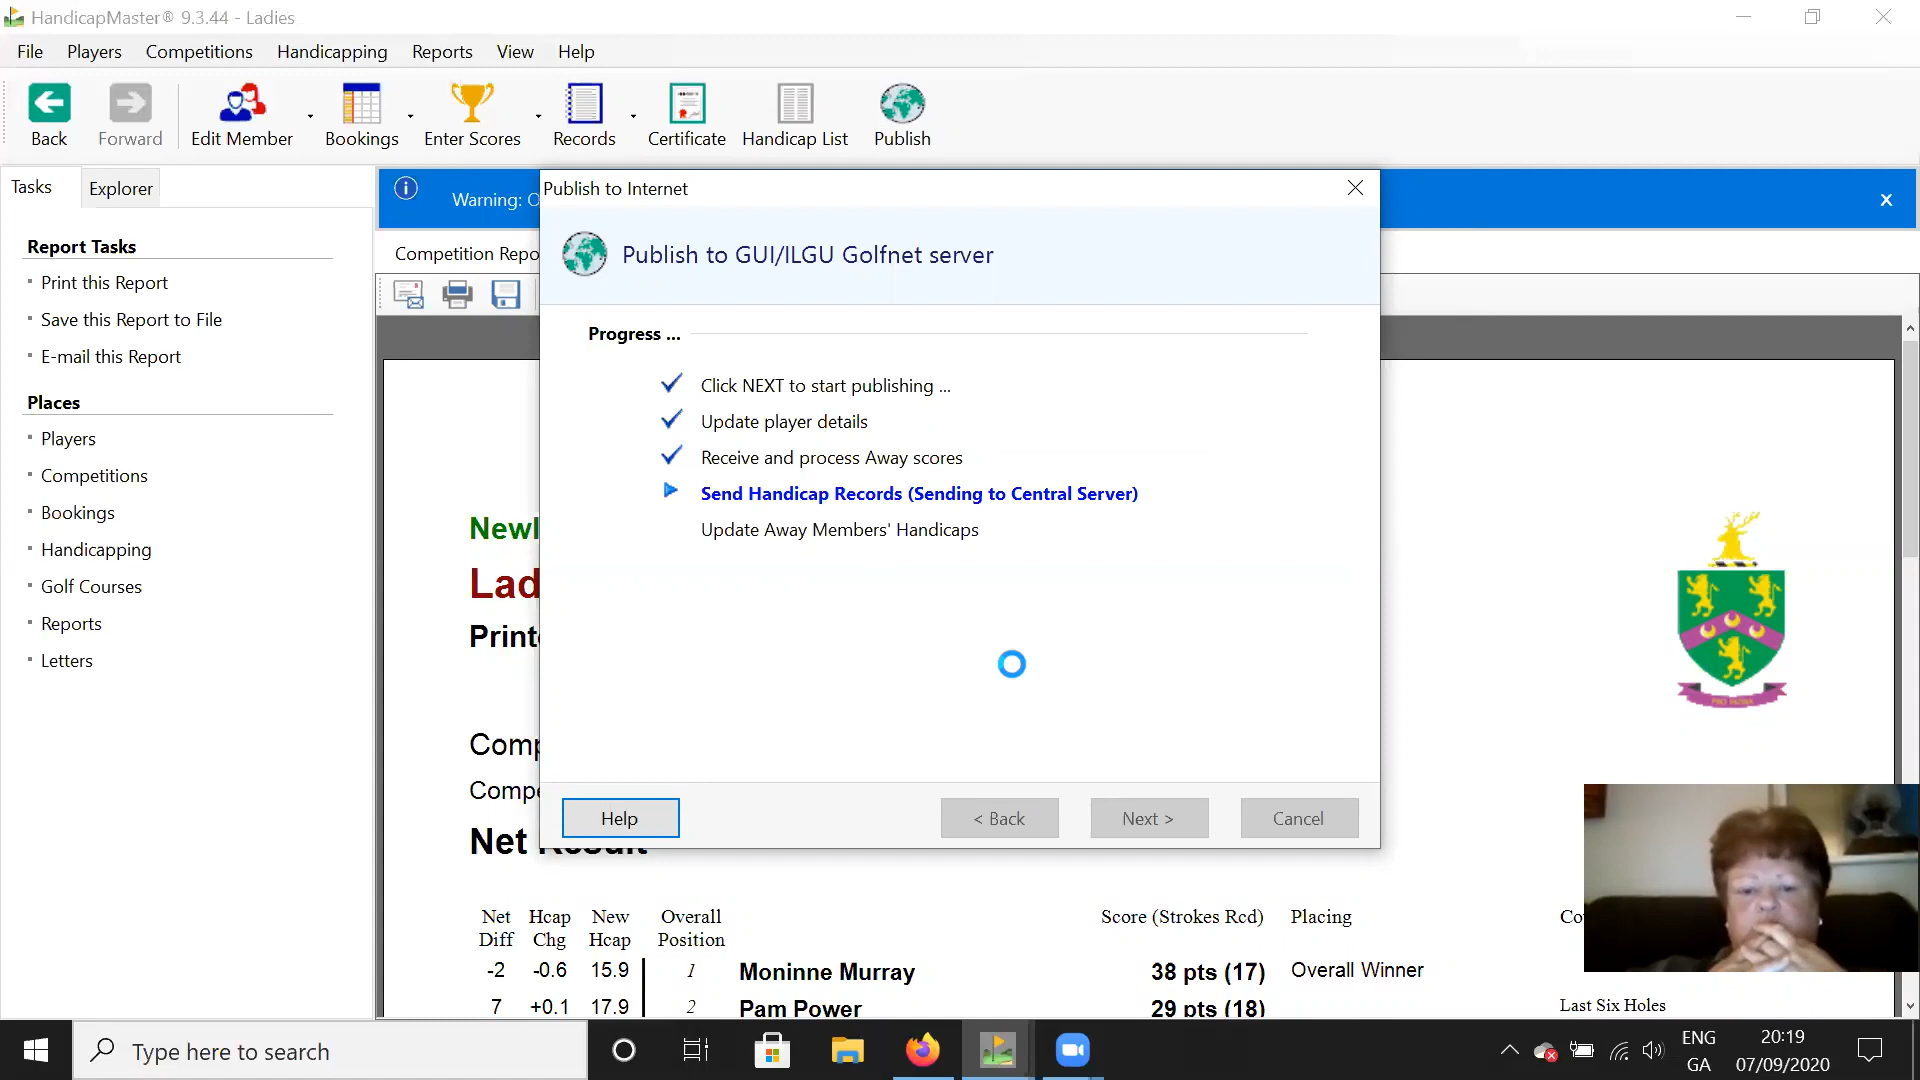 HandicapMaster® 9.3.44 - Ladies
File Players Competitions Handicapping Reports View Help
Back Forward Edit Member Bookings Enter Scores Records Certificate Handicap List Publish
Tasks Explorer
Report Tasks
Print this Report
Save this Report to File
E-mail this Report
Places
Players
Competitions
Bookings
Handicapping
Golf Courses
Reports
Letters
Warning:
x
Competition Repo
Publish to Internet
Publish to GUI/ILGU Golfnet server
Progress ...
Click NEXT to start publishing ...
Update player details
Receive and process Away scores
Send Handicap Records (Sending to Central Server)
Update Away Members' Handicaps
Help < Back Next > Cancel
Lad
Printe
Comp
Compe
Net Result
Net Hcap New Overall Score (Strokes Rcd) Placing
Diff Chg Hcap Position
-2 -0.6 15.9 1 Moninne Murray 38 pts (17) Overall Winner
7 +0.1 17.9 2 Pam Power 29 pts (18) Last Six Holes
Type here to search
ENG
GA
20:19
07/09/2020